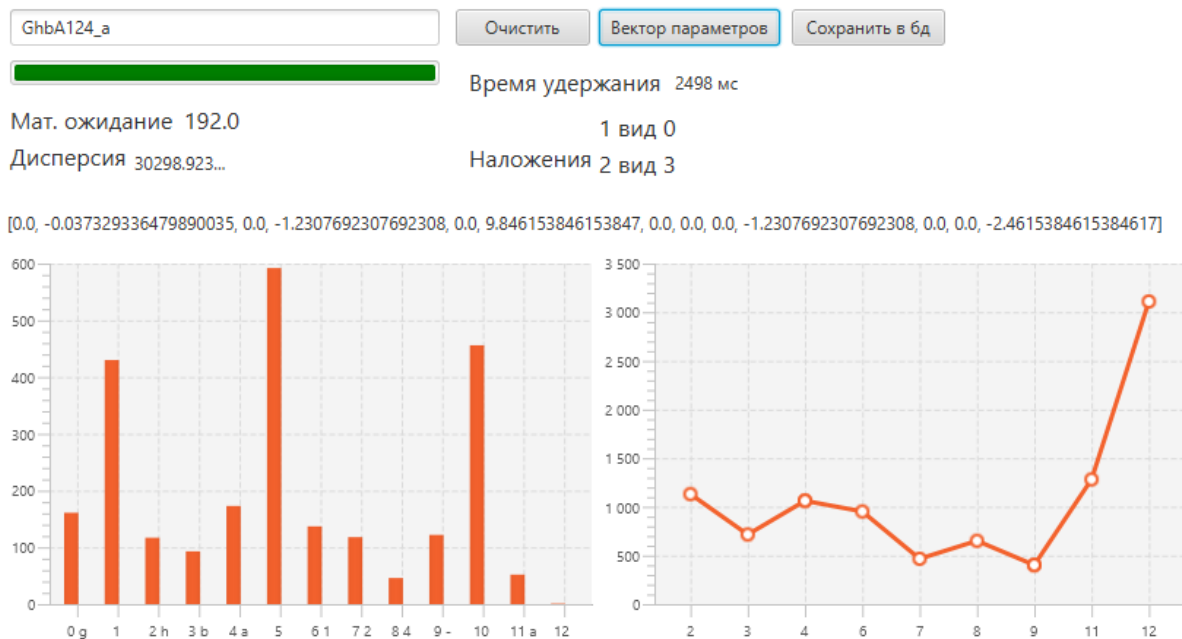 GhbA124_a Очистить Вектор параметров Сохранить в бд
Время удержания 2498 мс
Мат. ожидание 192.0
1 вид 0
Дисперсия 30298.923...
Наложения 2 вид 3
[0.0, -0.037329336479890035, 0.0, -1.2307692307692308, 0.0, 9.846153846153847, 0.0, 0.0, 0.0, -1.2307692307692308, 0.0, 0.0, -2.4615384615384617]
600
500
400
300
200
100
0
0 g 1 2 h 3 b 4 a 5 6 1 7 2 8 4 9 - 10 11 a 12
3 500
3 000
2 500
2 000
1 500
1 000
500
0
2 3 4 6 7 8 9 11 12